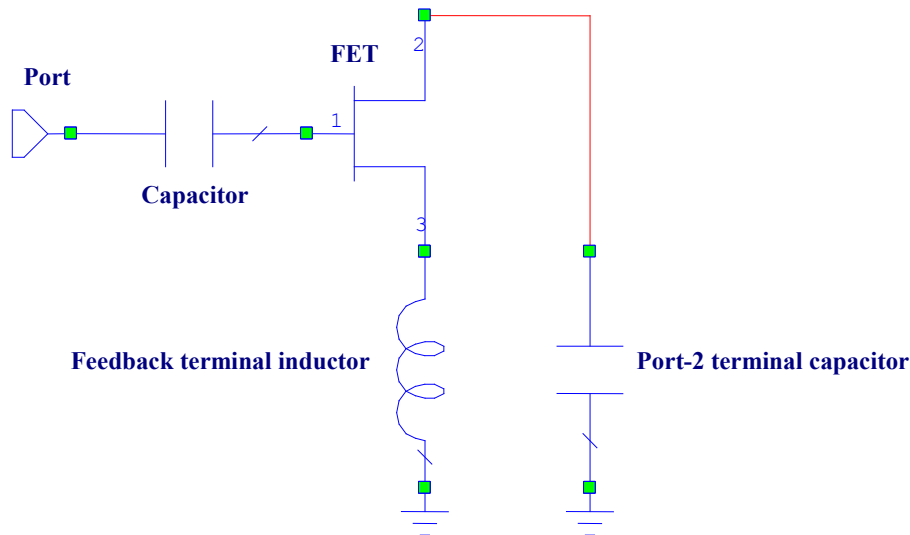 2
FET
Port
1
Capacitor
3
Feedback terminal inductor
Port-2 terminal capacitor